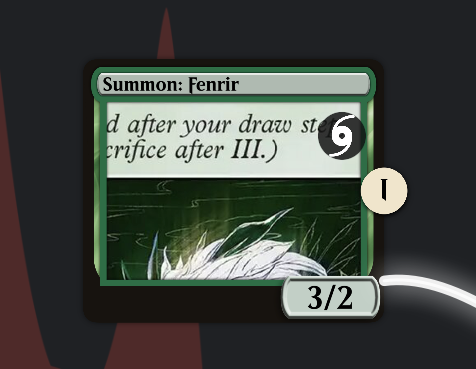 Summon: Fenrir
d after your draw ste
crifice after III.)
I
3/2